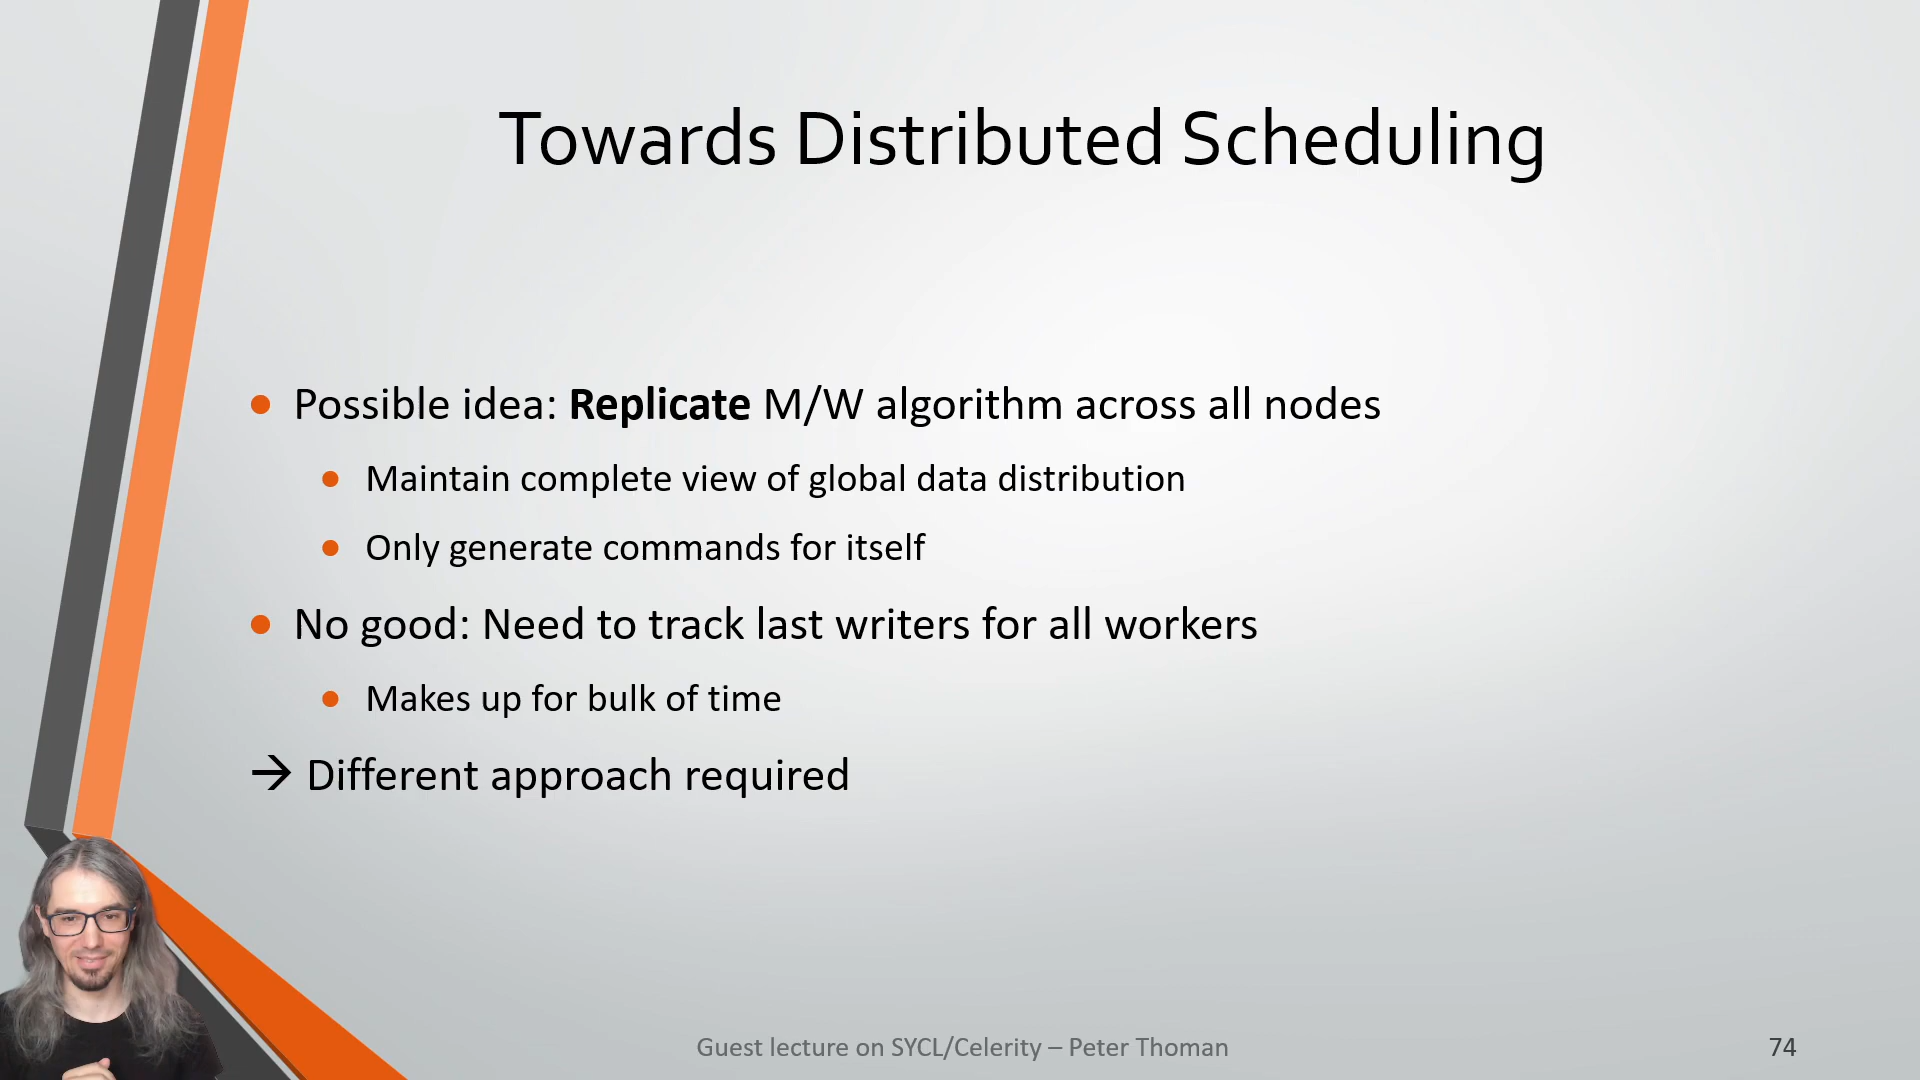 Towards Distributed Scheduling
Possible idea: Replicate M/W algorithm across all nodes
Maintain complete view of global data distribution
Only generate commands for itself
No good: Need to track last writers for all workers
Makes up for bulk of time
→ Different approach required
Guest lecture on SYCL/Celerity – Peter Thoman
74